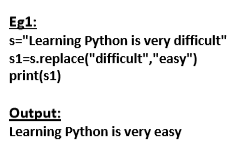 Eg1:
s="Learning Python is very difficult"
s1=s.replace("difficult","easy")
print(s1)
Output:
Learning Python is very easy